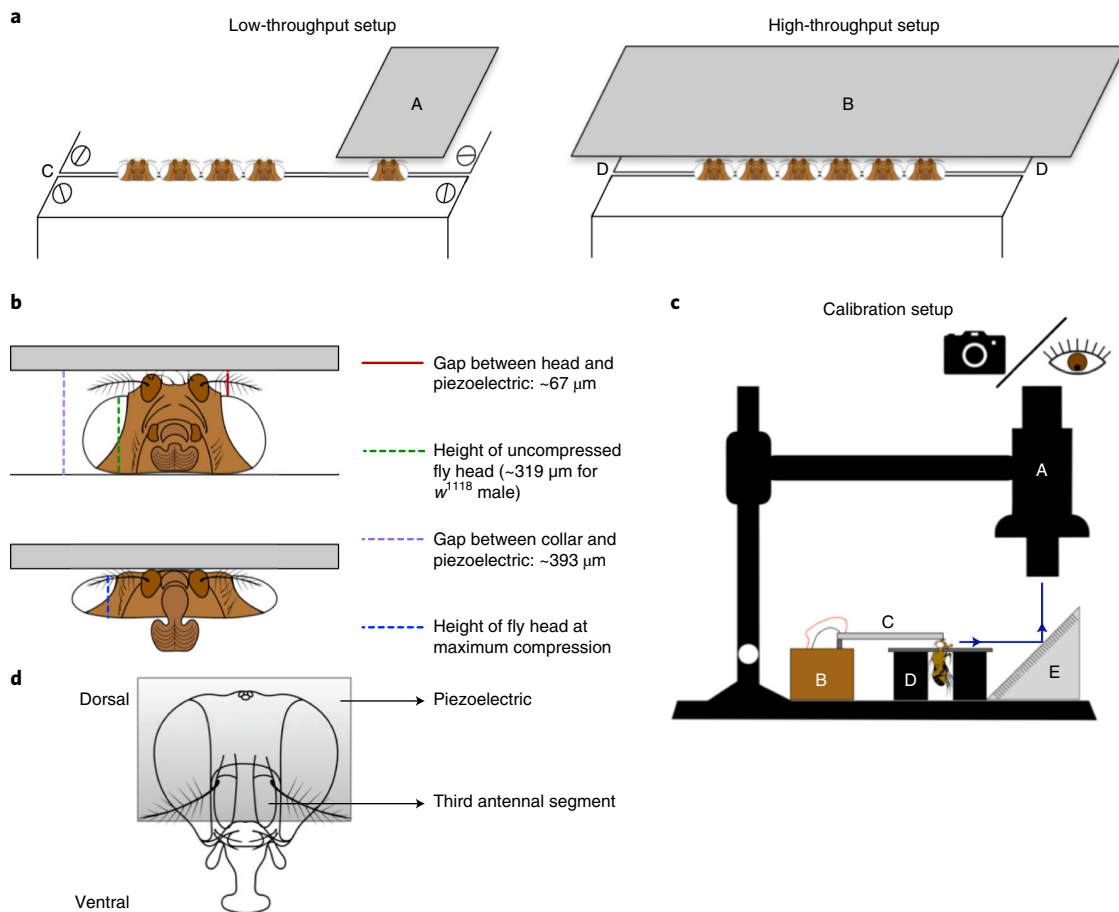 a
Low-throughput setup
High-throughput setup
A
B
C
D
D
b
Gap between head and
piezoelectric: ~67 μm
Height of uncompressed
fly head (~319 μm for
w¹¹¹⁸ male)
Gap between collar and
piezoelectric: ~393 μm
Height of fly head at
maximum compression
c
Calibration setup
A
C
B
D
E
d
Dorsal
Piezoelectric
Third antennal segment
Ventral